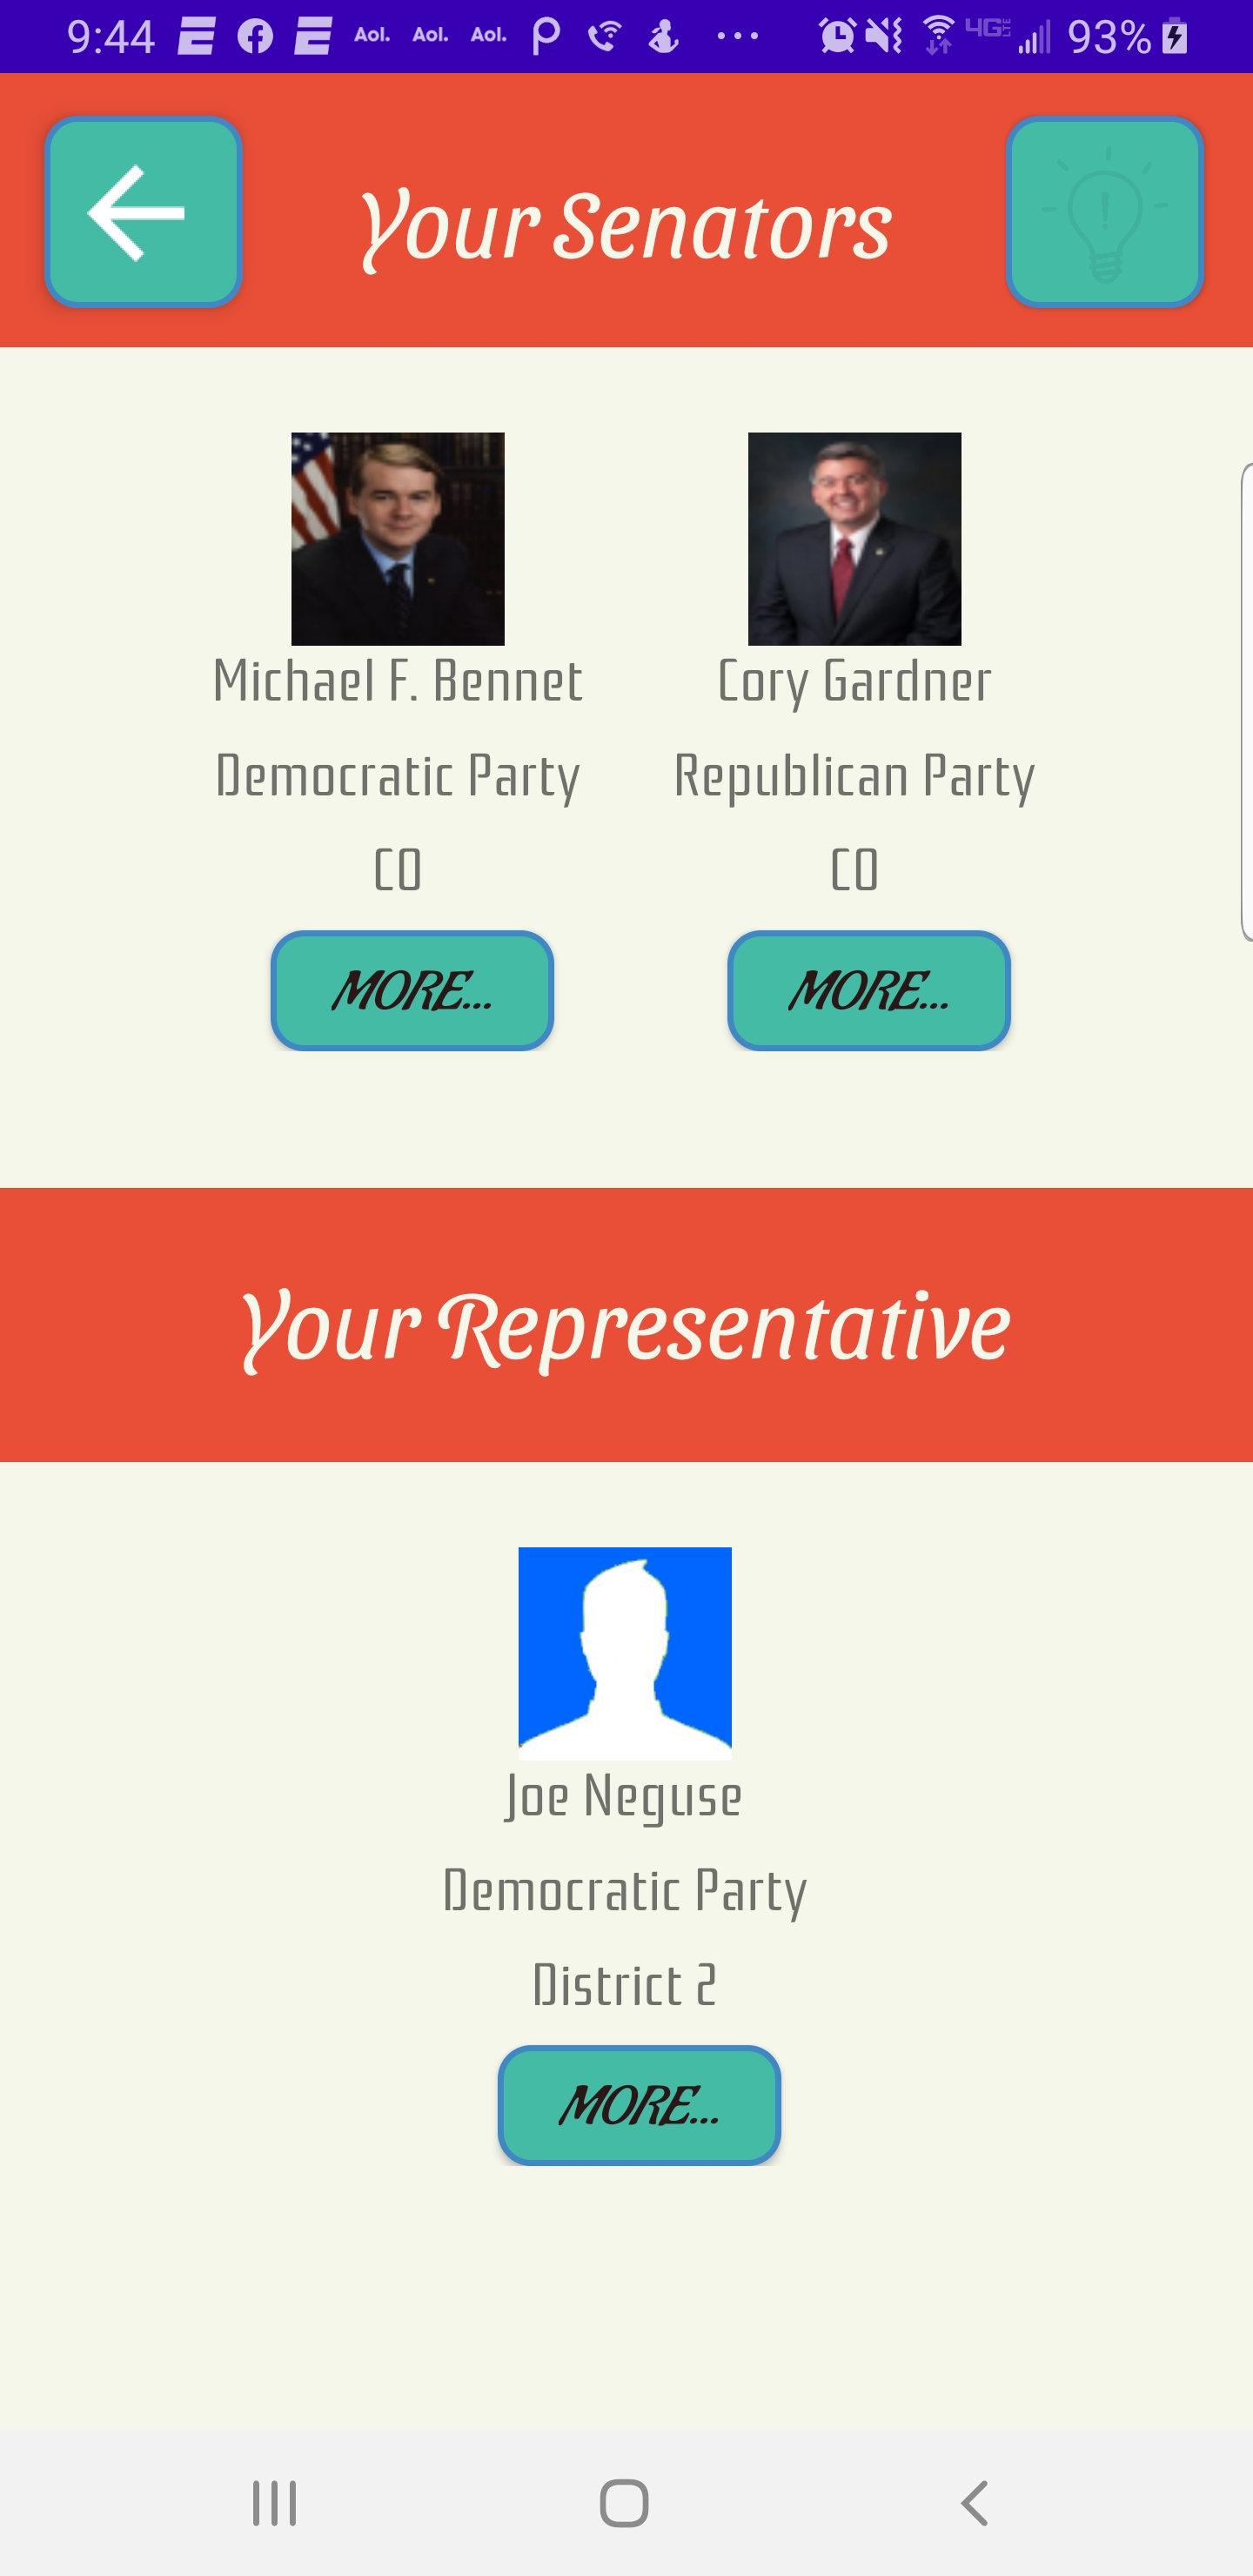 9:44 Aol. Aol. Aol. 4G LTE 93%
Your Senators
Michael F. Bennet
Democratic Party
CO
MORE...
Cory Gardner
Republican Party
CO
MORE...
Your Representative
Joe Neguse
Democratic Party
District 2
MORE...